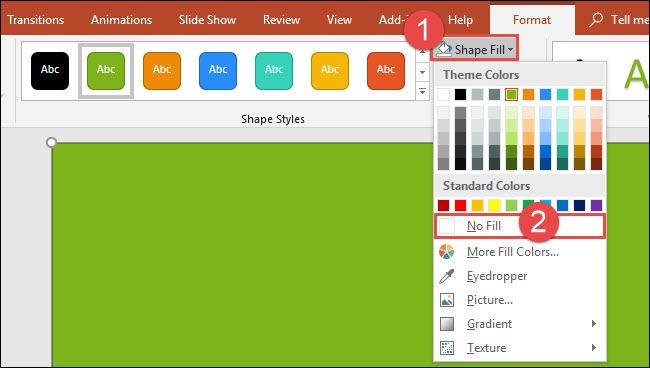 Transitions Animations Slide Show Review View Help Format Tell me
1
Shape Fill
Abc Abc Abc Abc Abc Abc Abc
Theme Colors
Shape Styles
Standard Colors
No Fill
2
More Fill Colors...
Eyedropper
Picture...
Gradient
Texture